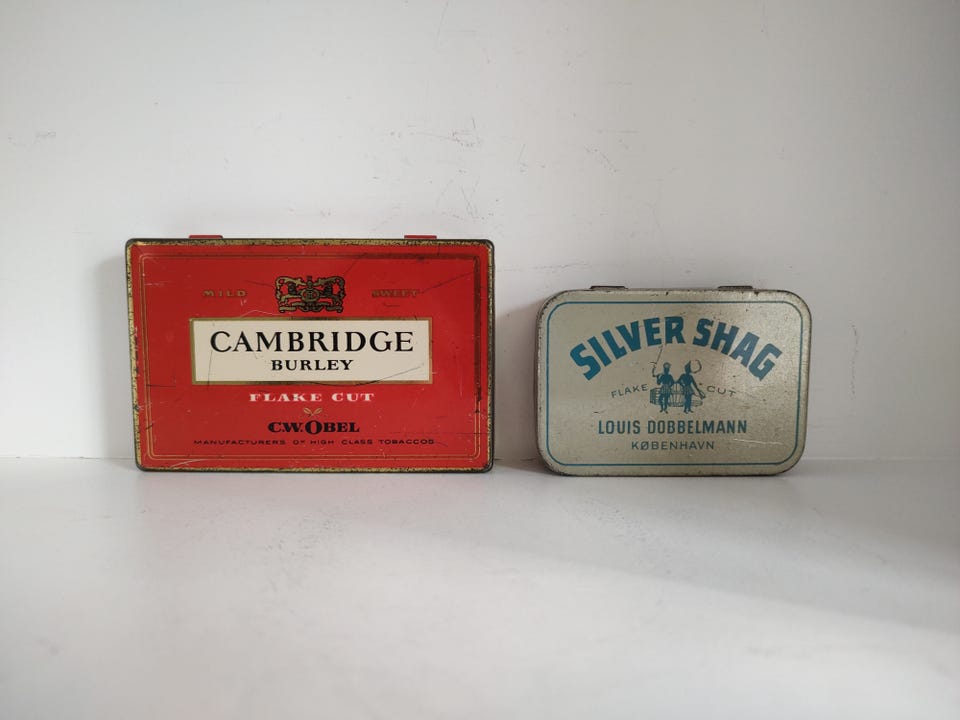 MILD SWEET
CAMBRIDGE
BURLEY
FLAKE CUT
C.W.OBEL
MANUFACTURERS OF HIGH CLASS TOBACCOS
SILVER SHAG
FLAKE CUT
LOUIS DOBBELMANN
KØBENHAVN